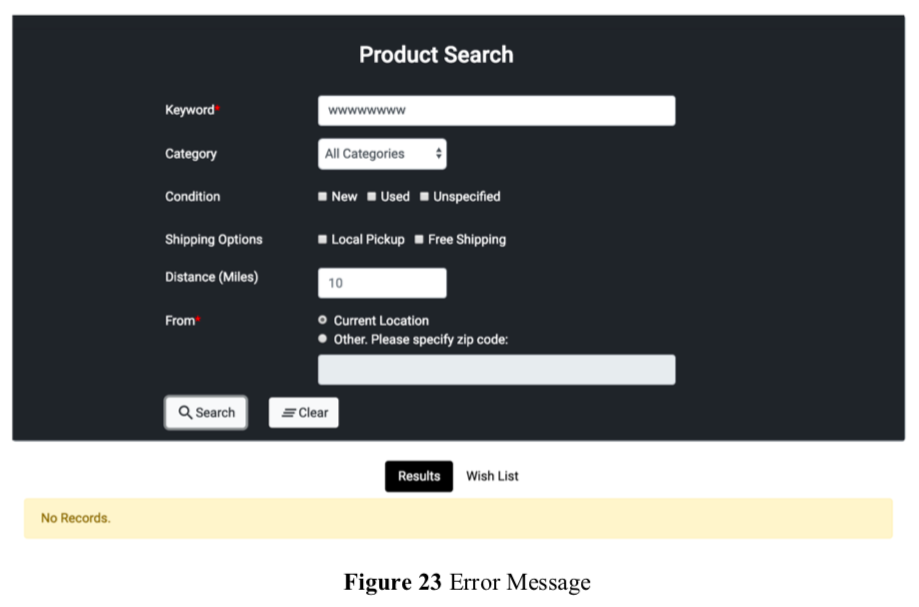 Product Search
Keyword* wwwwwwwww
Category All Categories
Condition New Used Unspecified
Shipping Options Local Pickup Free Shipping
Distance (Miles) 10
From* Current Location
Other. Please specify zip code:
Search Clear
Results Wish List
No Records.
Figure 23 Error Message